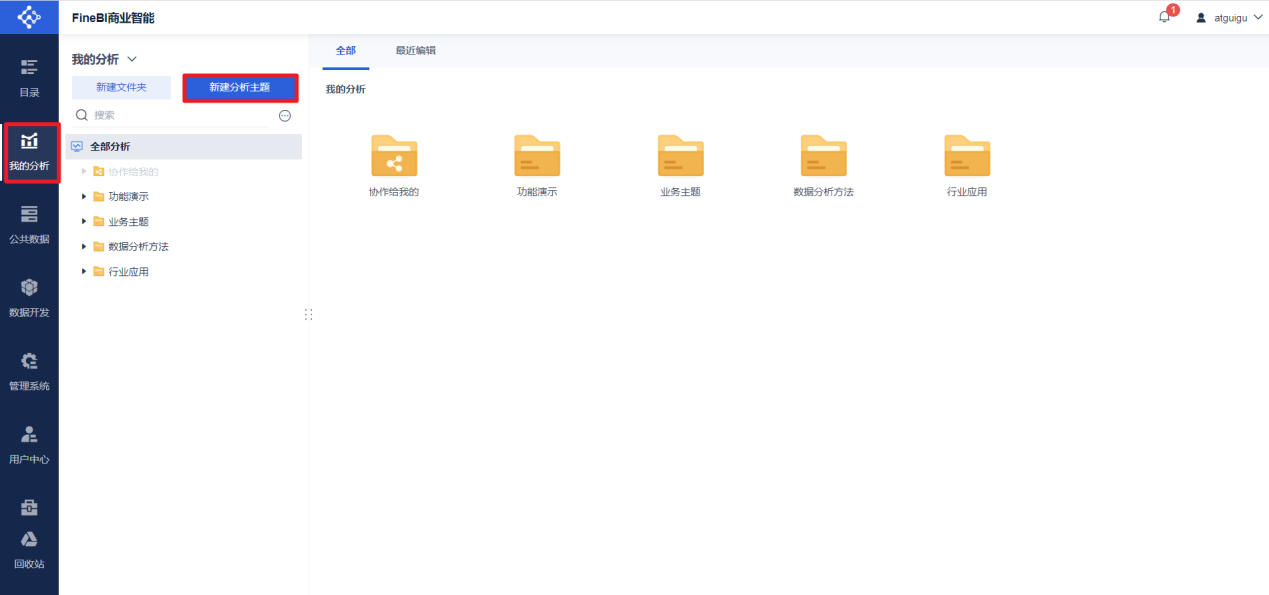 FineBI商业智能
1
atguigu
目录
我的分析
公共数据
数据开发
管理系统
用户中心
回收站
我的分析
新建文件夹
新建分析主题
搜索
全部分析
协作给我的
功能演示
业务主题
数据分析方法
行业应用
全部
最近编辑
我的分析
协作给我的
功能演示
业务主题
数据分析方法
行业应用